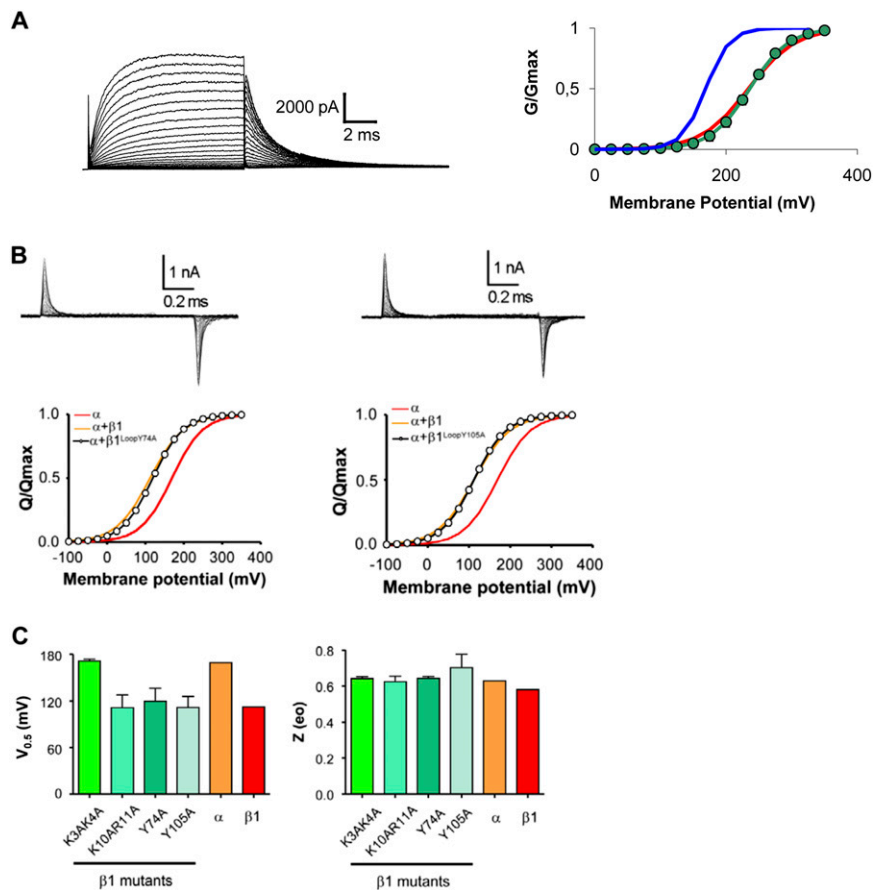 A
2000 pA
2 ms
G/Gmax
1
0,5
0
0
200
400
Membrane Potential (mV)
B
1 nA
0.2 ms
1 nA
0.2 ms
Q/Qmax
1.0
0.5
0.0
α
α+β1
α+β1LoopY74A
-100
0
100
200
300
400
Membrane potential (mV)
Q/Qmax
1.0
0.5
0.0
α
α+β1
α+β1LoopY105A
-100
0
100
200
300
400
Membrane potential (mV)
C
V0.5 (mV)
180
120
60
0
K3AK4A
K10AR11A
Y74A
Y105A
α
β1
β1 mutants
Z (eo)
0.8
0.6
0.4
0.2
0.0
K3AK4A
K10AR11A
Y74A
Y105A
α
β1
β1 mutants